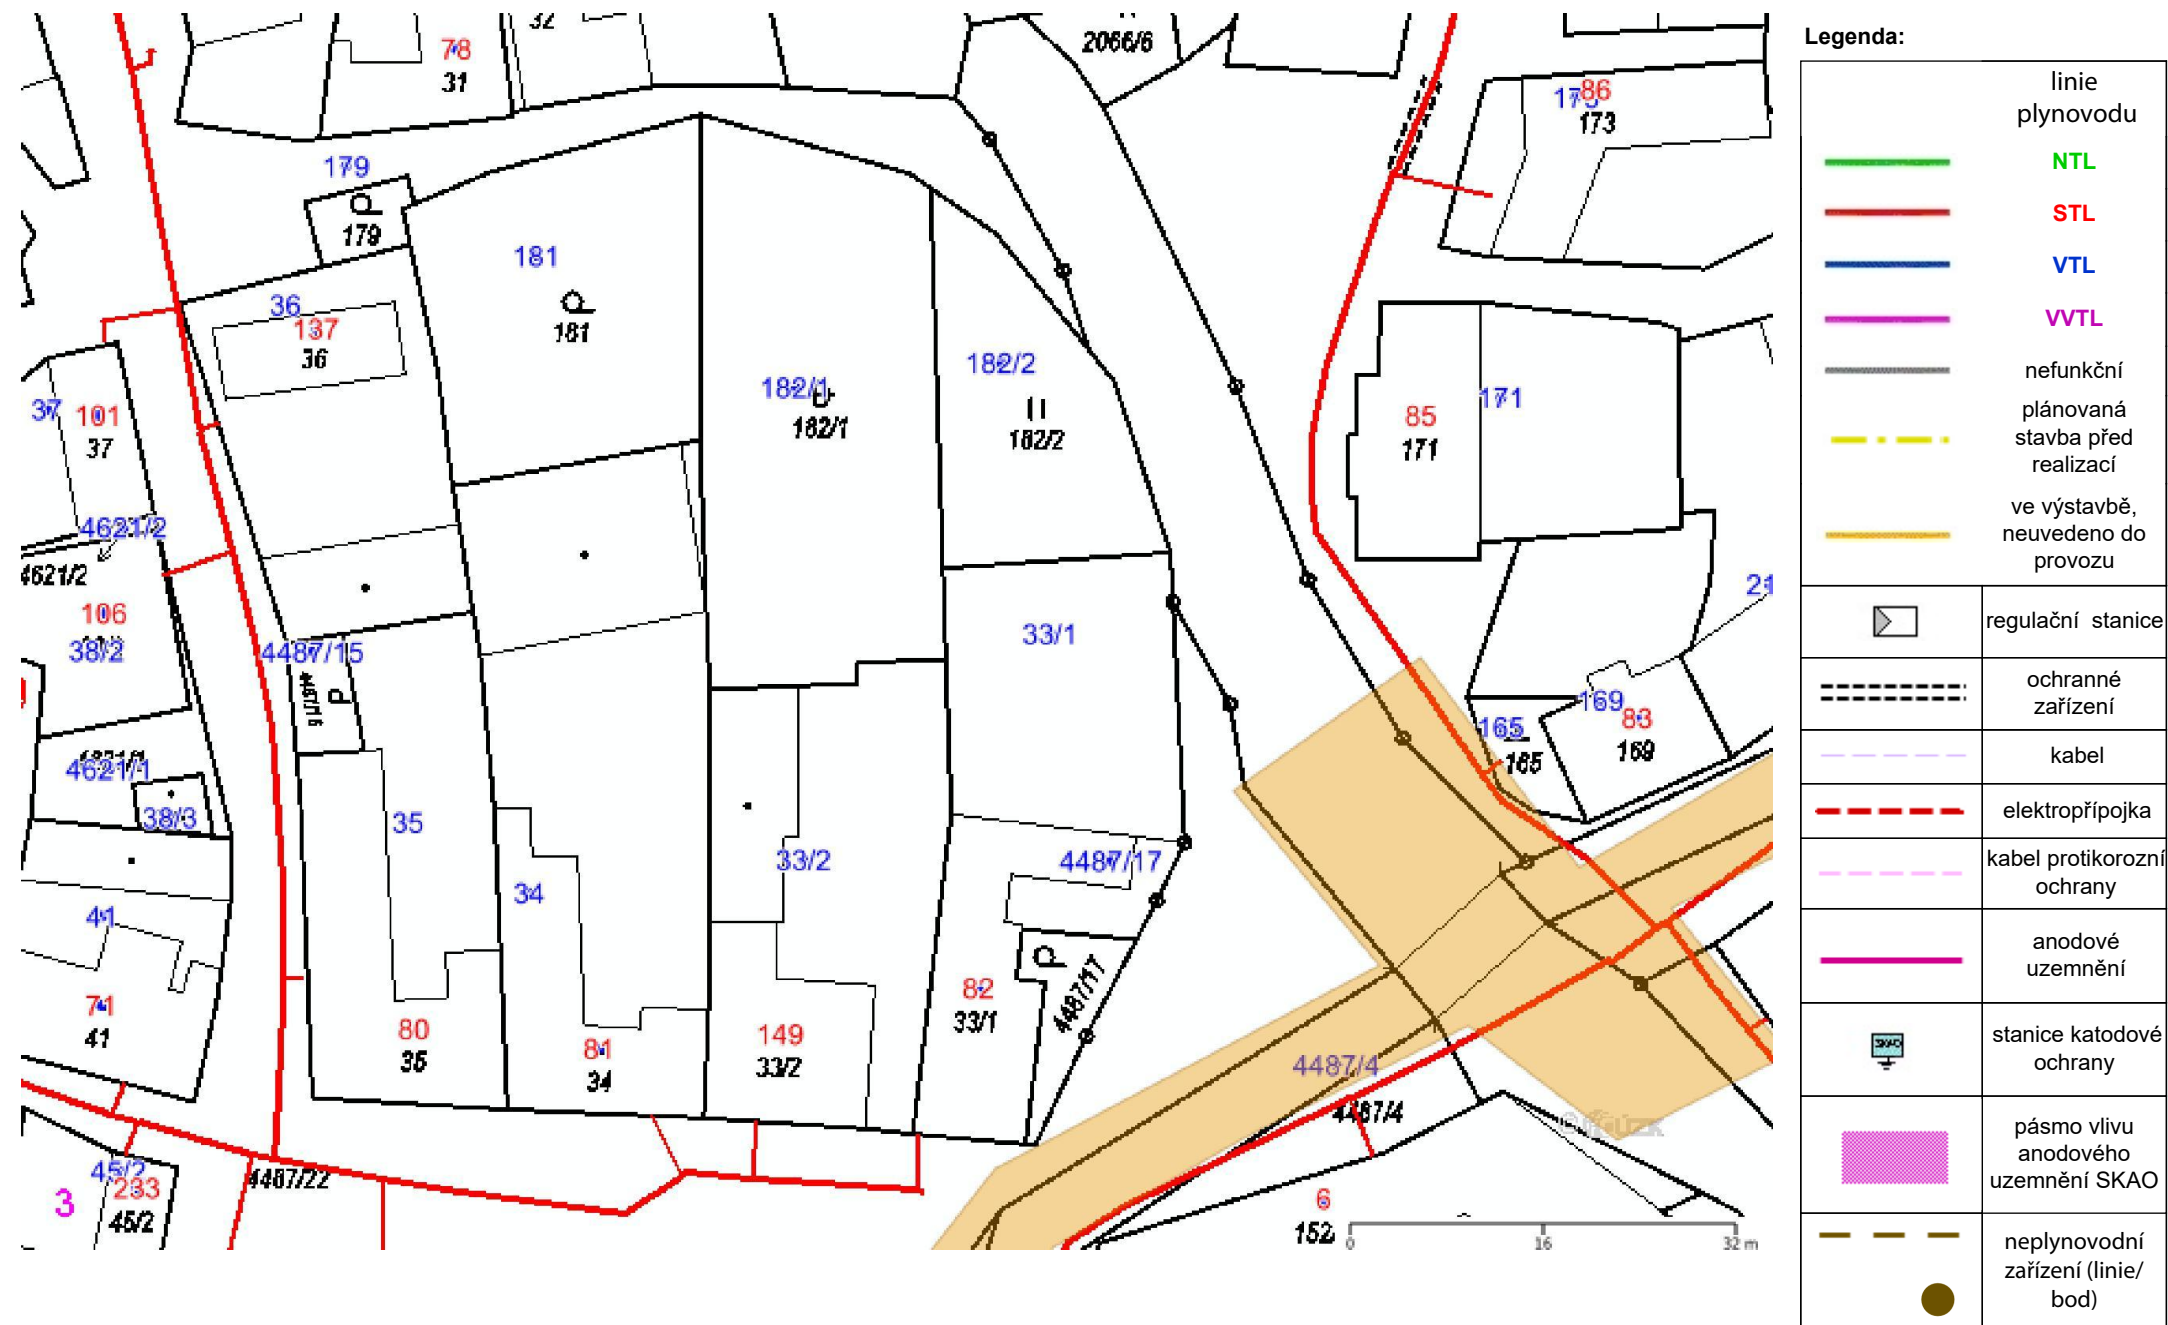 32
78
31
2066/6
Legenda:
linie
plynovodu
86
173
NTL
STL
VTL
VVTL
nefunkční
plánovaná
stavba před
realizací
ve výstavbě,
neuvedeno do
provozu
regulační stanice
ochranné
zařízení
kabel
elektropřípojka
kabel protikorozní
ochrany
anodové
uzemnění
SKAO
stanice katodové
ochrany
pásmo vlivu
anodového
uzemnění SKAO
neplynovodní
zařízení (linie/
bod)
179
179
181
181
36
137
36
182/1
182/1
182/2
182/2
171
85
171
37
101
37
4621/2
4621/2
106
38/2
4487/15
33/1
169
83
169
165
165
4621/1
38/3
35
34
33/2
4487/17
4487/17
41
71
41
80
35
81
34
149
33/2
82
33/1
4487/4
4487/4
45/2
233
45/2
3
4487/22
6
152
0
16
32 m